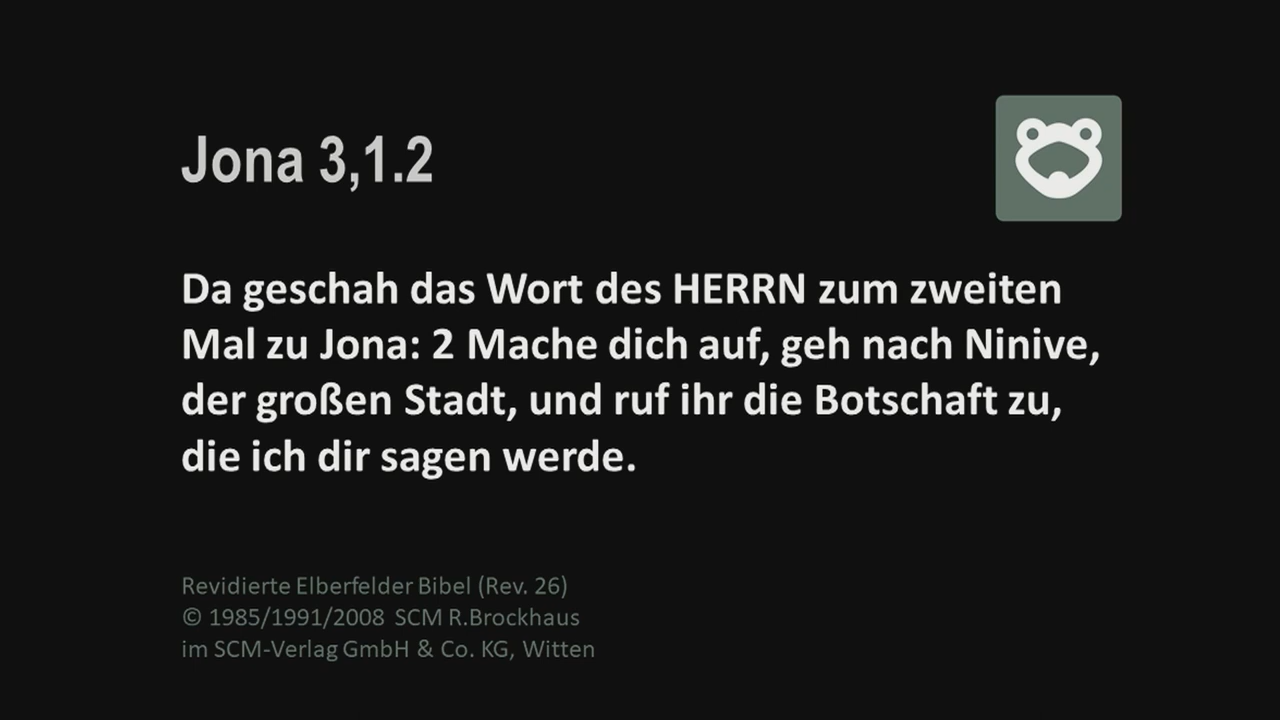 Jona 3,1.2
Da geschah das Wort des HERRN zum zweiten
Mal zu Jona: 2 Mache dich auf, geh nach Ninive,
der großen Stadt, und ruf ihr die Botschaft zu,
die ich dir sagen werde.
Revidierte Elberfelder Bibel (Rev. 26)
© 1985/1991/2008 SCM R.Brockhaus
im SCM-Verlag GmbH & Co. KG, Witten